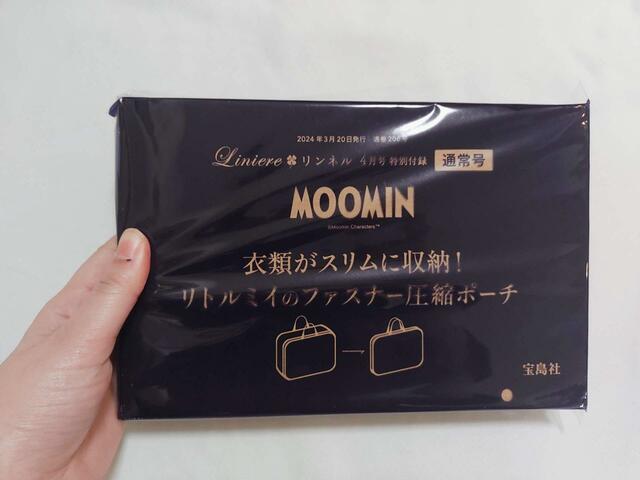 2024年3月20日発行 通巻206号
Liniere リンネル 4月号 特別付録 通常号
MOOMIN
©Moomin Characters™
衣類がスリムに収納!
リトルミイのファスナー圧縮ポーチ
宝島社